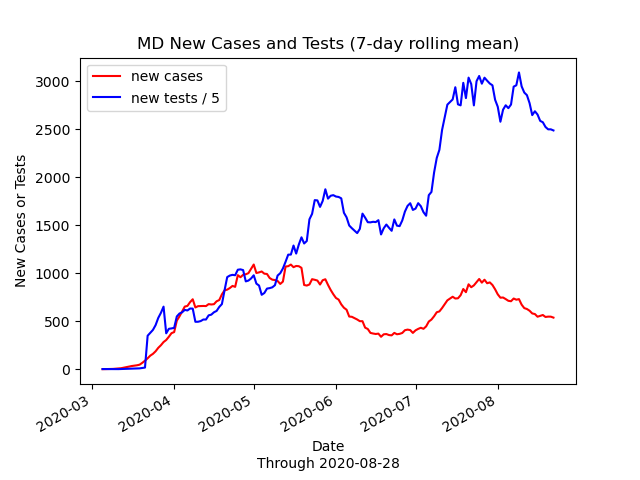 MD New Cases and Tests (7-day rolling mean)
new cases
new tests / 5
New Cases or Tests
3000
2500
2000
1500
1000
500
0
2020-03
2020-04
2020-05
2020-06
2020-07
2020-08
Date
Through 2020-08-28